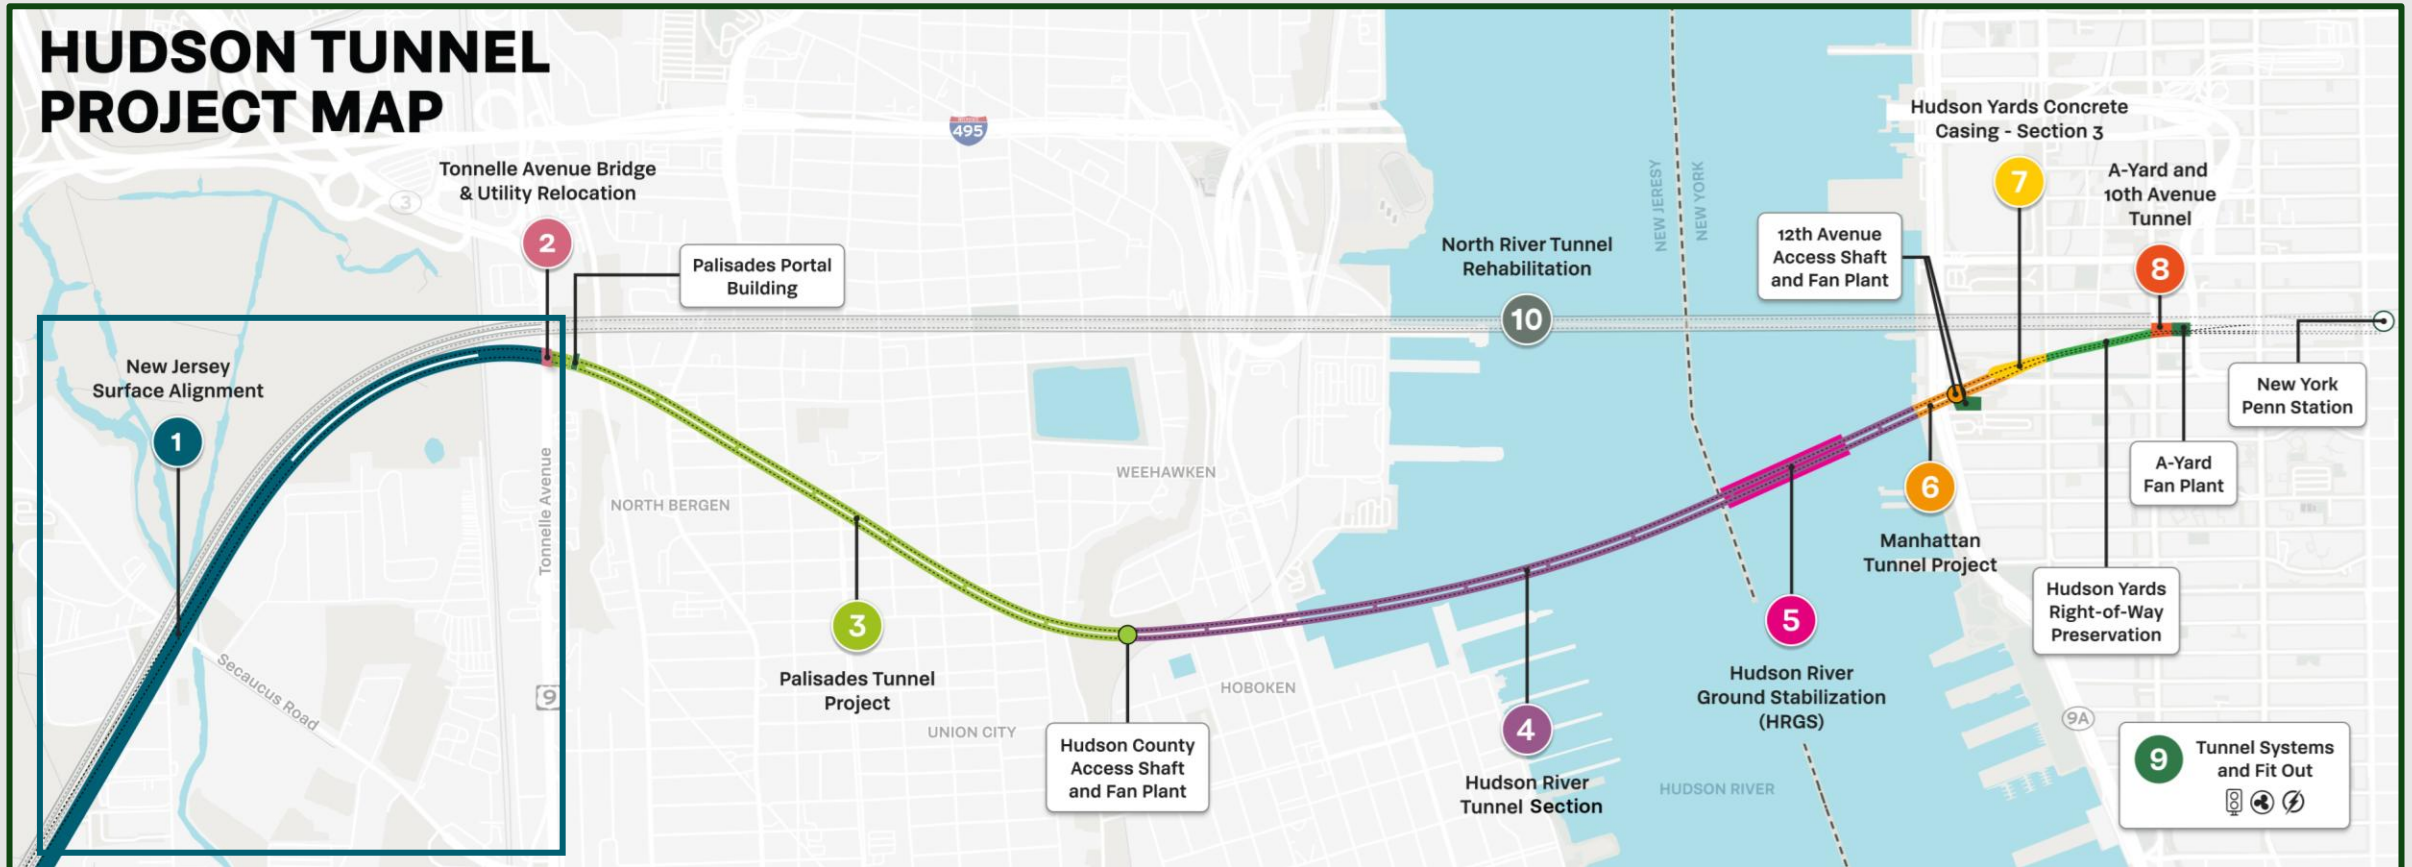 HUDSON TUNNEL
PROJECT MAP
INTERSTATE
495
3
Tonnelle Avenue Bridge
& Utility Relocation
2
Palisades Portal
Building
New Jersey
Surface Alignment
1
Secaucus Road
Tonnelle Avenue
9
NORTH BERGEN
3
Palisades Tunnel
Project
UNION CITY
WEEHAWKEN
HOBOKEN
Hudson County
Access Shaft
and Fan Plant
North River Tunnel
Rehabilitation
10
NEW JERESY
NEW YORK
4
Hudson River
Tunnel Section
5
Hudson River
Ground Stabilization
(HRGS)
HUDSON RIVER
12th Avenue
Access Shaft
and Fan Plant
6
Manhattan
Tunnel Project
Hudson Yards Concrete
Casing - Section 3
7
A-Yard and
10th Avenue
Tunnel
8
New York
Penn Station
A-Yard
Fan Plant
Hudson Yards
Right-of-Way
Preservation
9A
9
Tunnel Systems
and Fit Out